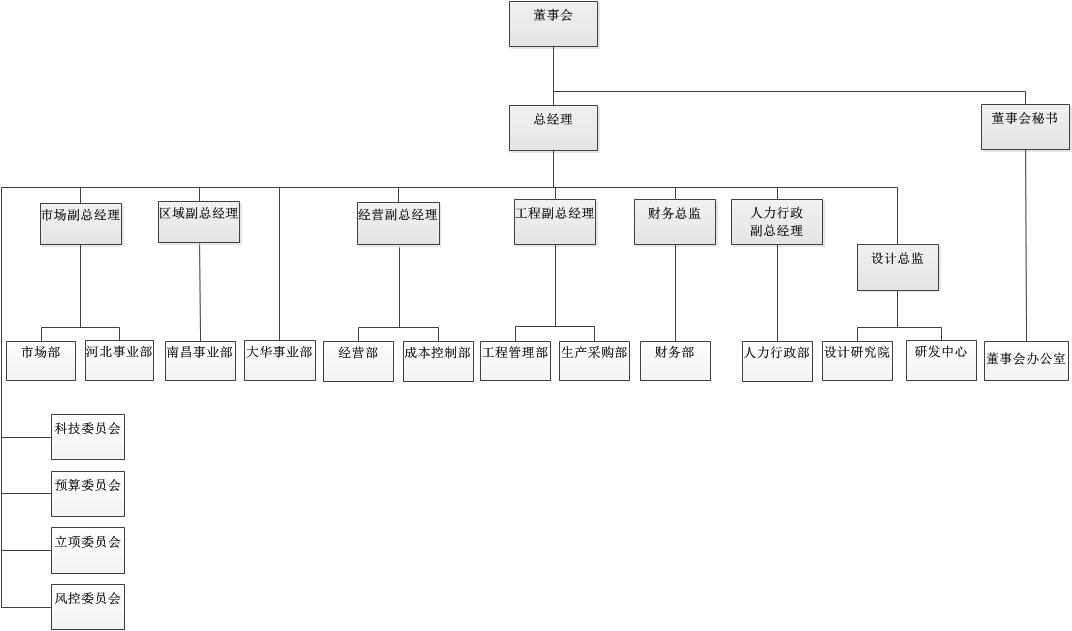 董事会
总经理
董事会秘书
市场副总经理
区域副总经理
经营副总经理
工程副总经理
财务总监
人力行政
副总经理
设计总监
市场部
河北事业部
南昌事业部
大华事业部
经营部
成本控制部
工程管理部
生产采购部
财务部
人力行政部
设计研究院
研发中心
董事会办公室
科技委员会
预算委员会
立项委员会
风控委员会